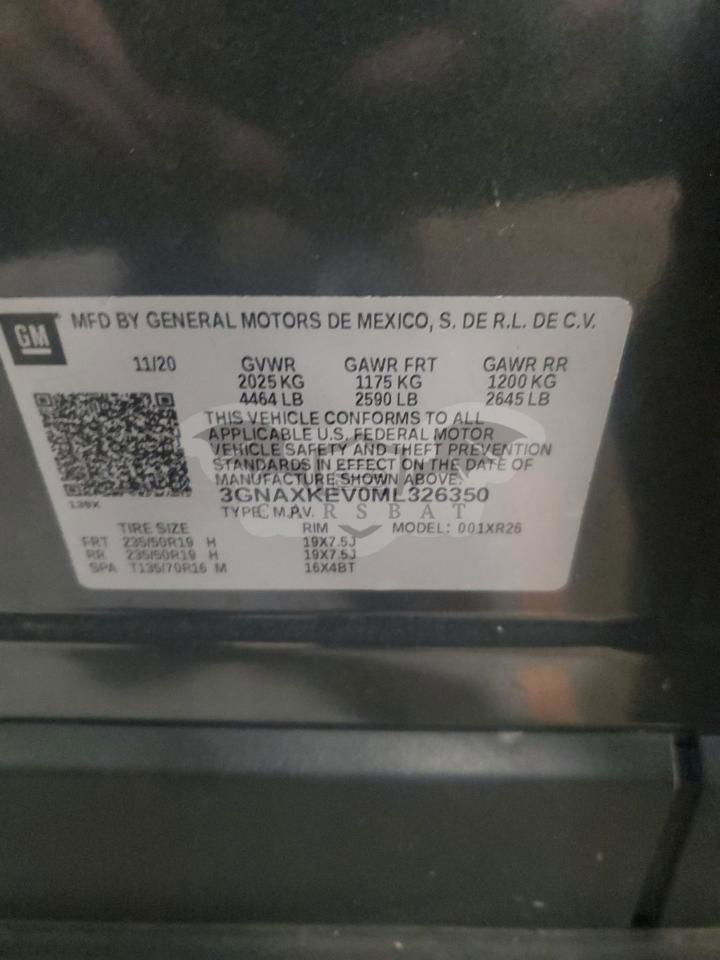 GM
MFD BY GENERAL MOTORS DE MEXICO, S. DE R.L. DE C.V.
11/20 GVWR GAWR FRT GAWR RR
2025 KG 1175 KG 1200 KG
4464 LB 2590 LB 2645 LB
THIS VEHICLE CONFORMS TO ALL
APPLICABLE U.S. FEDERAL MOTOR
VEHICLE SAFETY AND THEFT PREVENTION
STANDARDS IN EFFECT ON THE DATE OF
MANUFACTURE SHOWN ABOVE.
3GNAXKEV0ML326350
TYPE: M.P.V. MODEL: 001XR26
CARSBAT
TIRE SIZE RIM
FRT 235/50R19 H 19X7.5J
RR 235/50R19 H 19X7.5J
SPA T135/70R16 M 16X4BT